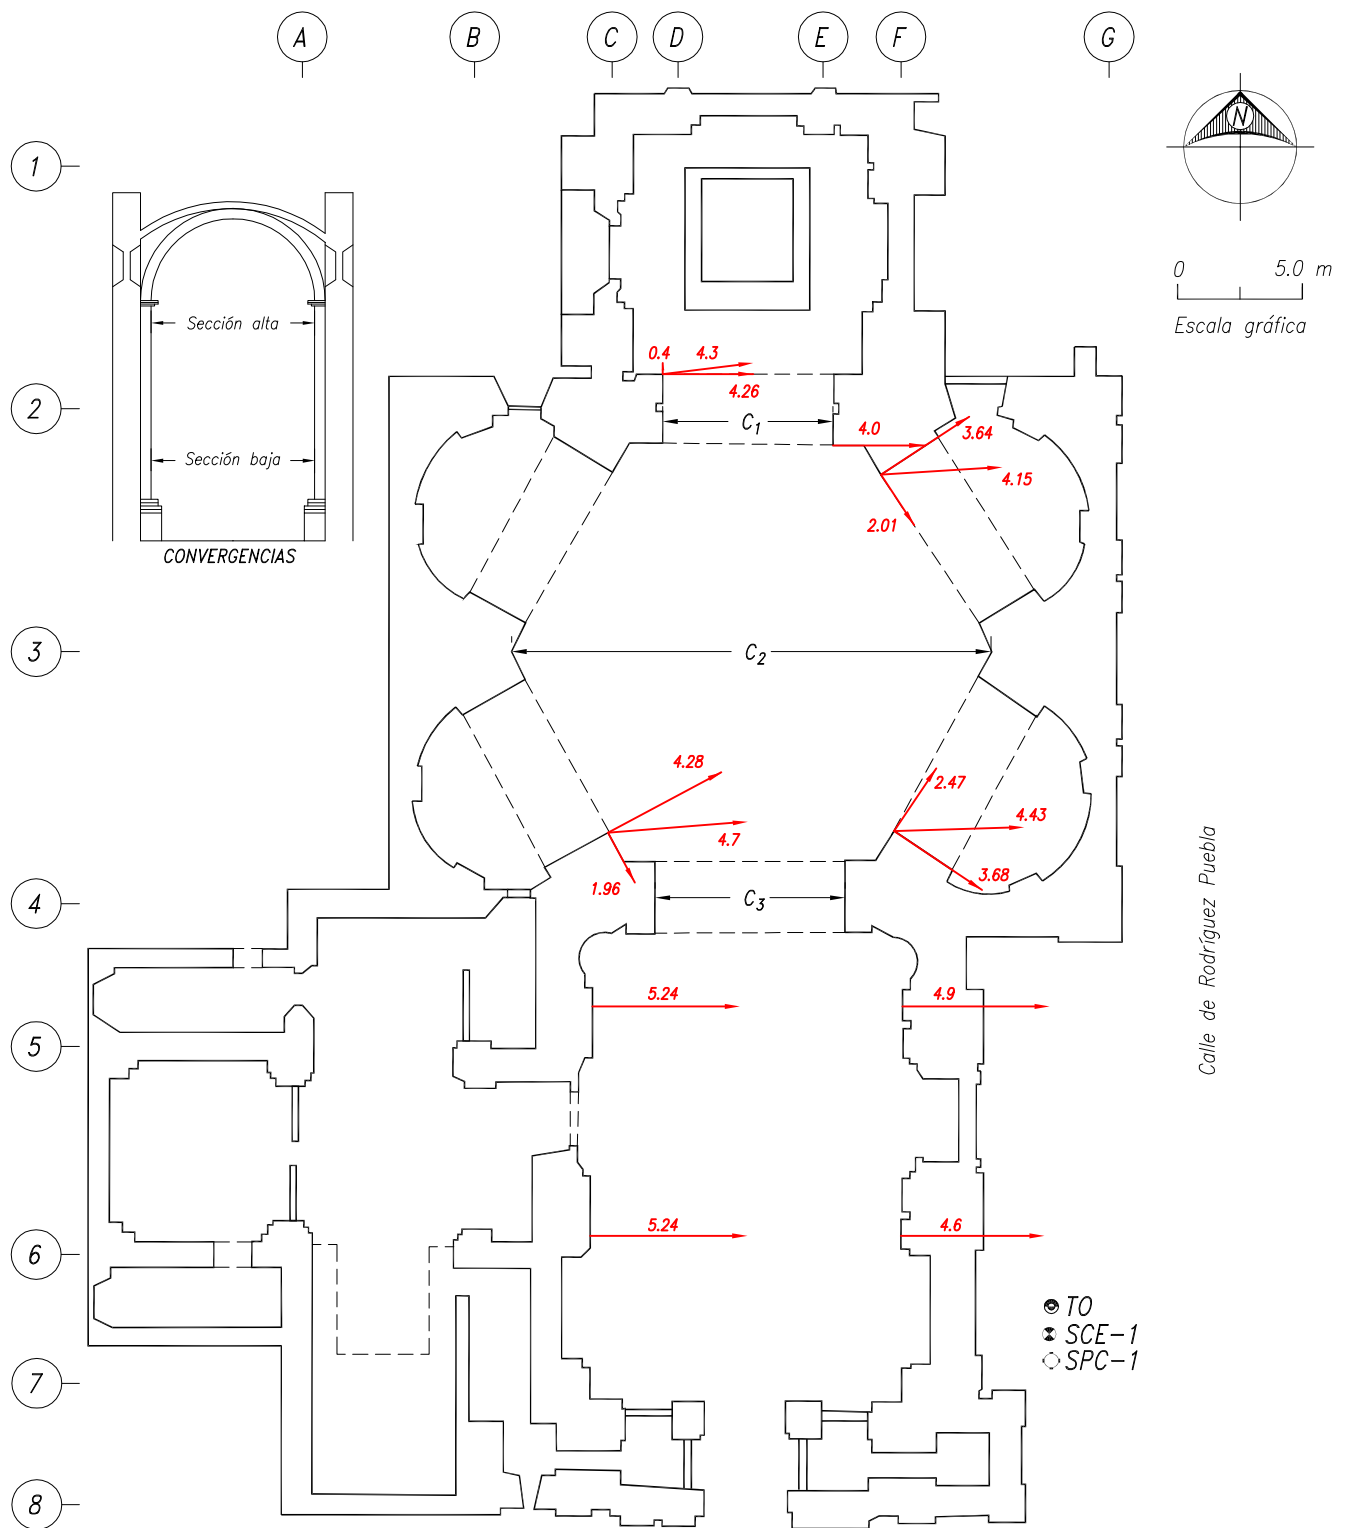 A B C D E F G
1
N
0 5.0 m
Escala gráfica
Sección alta
Sección baja
CONVERGENCIAS
0.4 4.3
4.26
2
C1
4.0
3.64
4.15
2.01
3
C2
4.28
4.7
1.96
2.47
4.43
3.68
4
C3
Calle de Rodríguez Puebla
5.24 4.9
5
5.24 4.6
6
TO
SCE-1
SPC-1
7
8